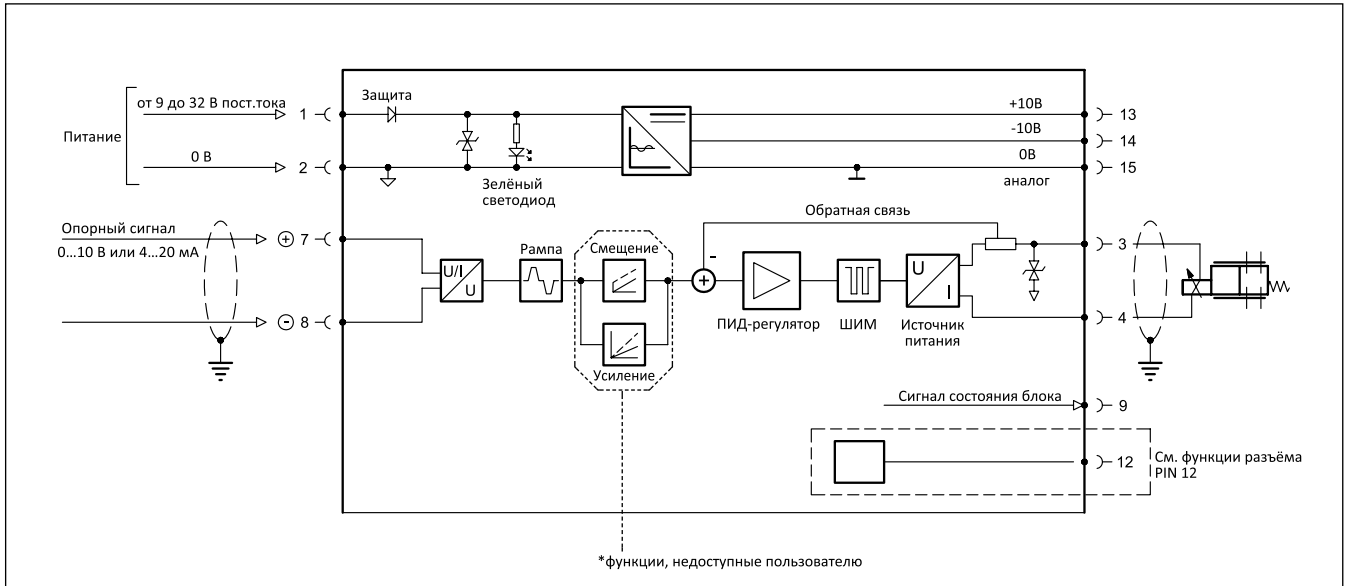 Питание
от 9 до 32 В пост.тока
1
Защита
+10В
13
-10В
14
0 В
2
0В
15
аналог
Зелёный
светодиод
Опорный сигнал
+ 7
0...10 В или 4...20 мА
- 8
U/I
U
Рампа
Смещение
Усиление
Обратная связь
-
+
ПИД-регулятор
ШИМ
U
I
Источник
питания
3
4
Сигнал состояния блока
9
12
См. функции разъёма
PIN 12
*функции, недоступные пользователю